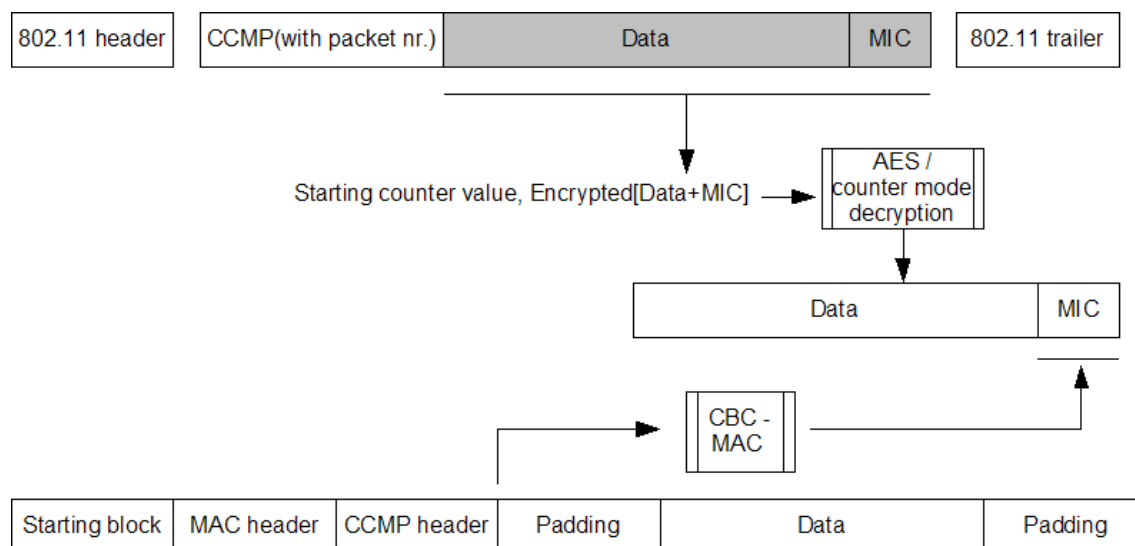 802.11 header
CCMP(with packet nr.)
Data
MIC
802.11 trailer
Starting counter value, Encrypted[Data+MIC]
AES /
counter mode
decryption
Data
MIC
CBC -
MAC
Starting block
MAC header
CCMP header
Padding
Data
Padding